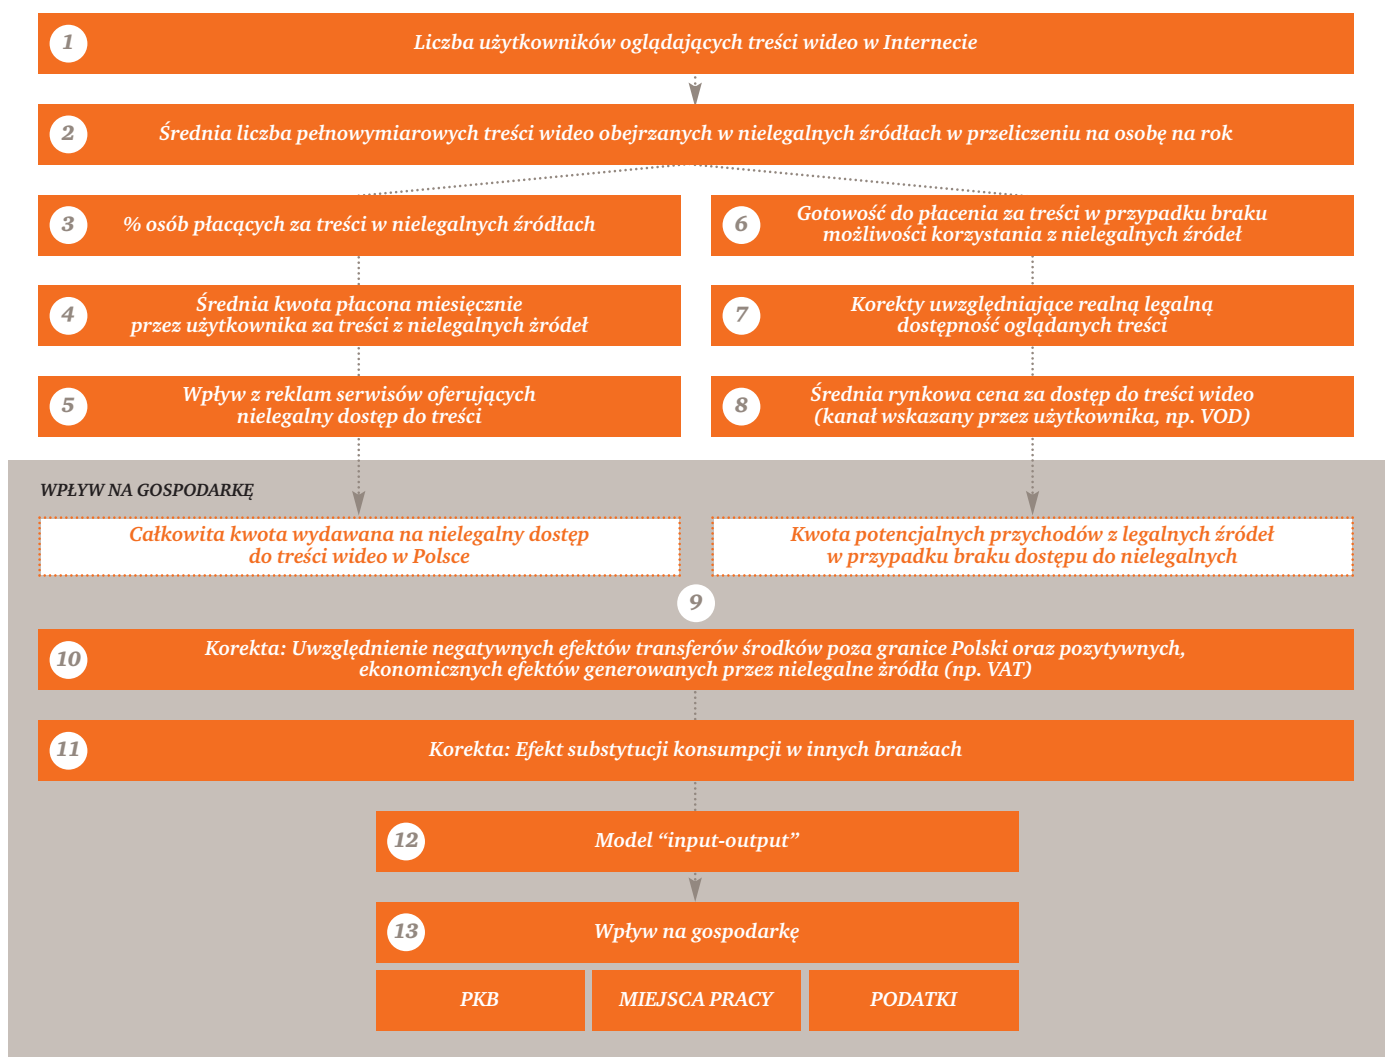 1
Liczba użytkowników oglądających treści wideo w Internecie
2
Średnia liczba pełnowymiarowych treści wideo obejrzanych w nielegalnych źródłach w przeliczeniu na osobę na rok
3
% osób płacących za treści w nielegalnych źródłach
4
Średnia kwota płacona miesięcznie
przez użytkownika za treści z nielegalnych żródeł
5
Wpływ z reklam serwisów oferujących
nielegalny dostęp do treści
6
Gotowość do płacenia za treści w przypadku braku
możliwości korzystania z nielegalnych źródeł
7
Korekty uwzględniające realną legalną
dostępność oglądanych treści
8
Średnia rynkowa cena za dostęp do treści wideo
(kanał wskazany przez użytkownika, np. VOD)
WPŁYW NA GOSPODARKĘ
Całkowita kwota wydawana na nielegalny dostęp
do treści wideo w Polsce
Kwota potencjalnych przychodów z legalnych źródeł
w przypadku braku dostępu do nielegalnych
9
10
Korekta: Uwzględnienie negatywnych efektów transferów środków poza granice Polski oraz pozytywnych,
ekonomicznych efektów generowanych przez nielegalne żródła (np. VAT)
11
Korekta: Efekt substytucji konsumpcji w innych branżach
12
Model “input-output”
13
Wpływ na gospodarkę
PKB
MIEJSCA PRACY
PODATKI